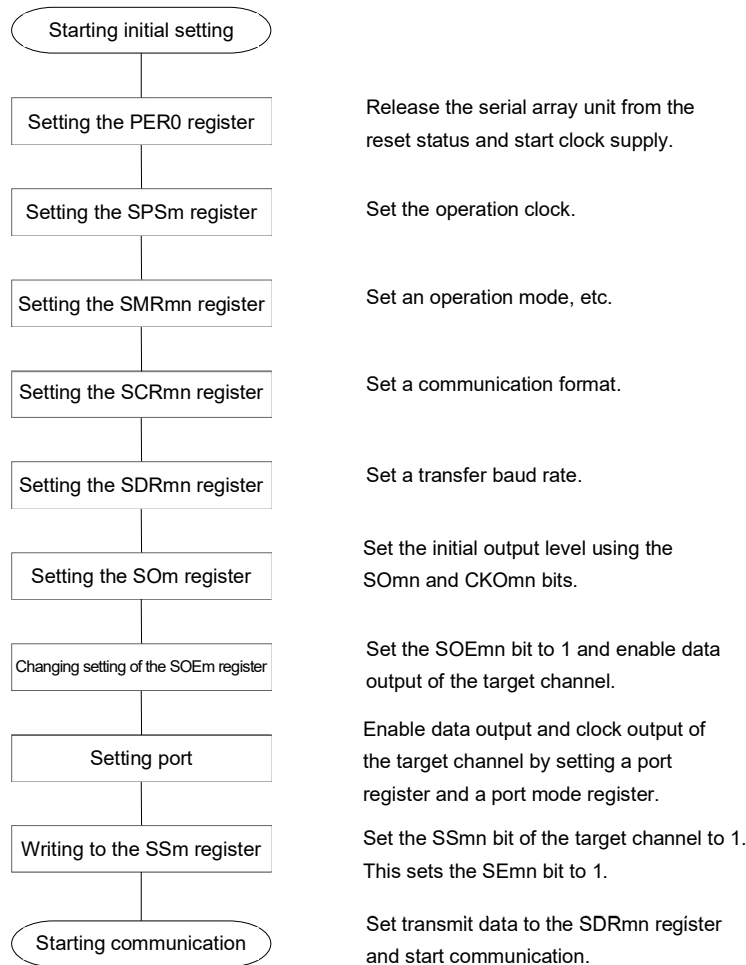 Starting initial setting
Setting the PER0 register
Release the serial array unit from the
reset status and start clock supply.
Setting the SPSm register
Set the operation clock.
Setting the SMRmn register
Set an operation mode, etc.
Setting the SCRmn register
Set a communication format.
Setting the SDRmn register
Set a transfer baud rate.
Setting the SOm register
Set the initial output level using the
SOmn and CKOmn bits.
Changing setting of the SOEm register
Set the SOEmn bit to 1 and enable data
output of the target channel.
Setting port
Enable data output and clock output of
the target channel by setting a port
register and a port mode register.
Writing to the SSm register
Set the SSmn bit of the target channel to 1.
This sets the SEmn bit to 1.
Starting communication
Set transmit data to the SDRmn register
and start communication.